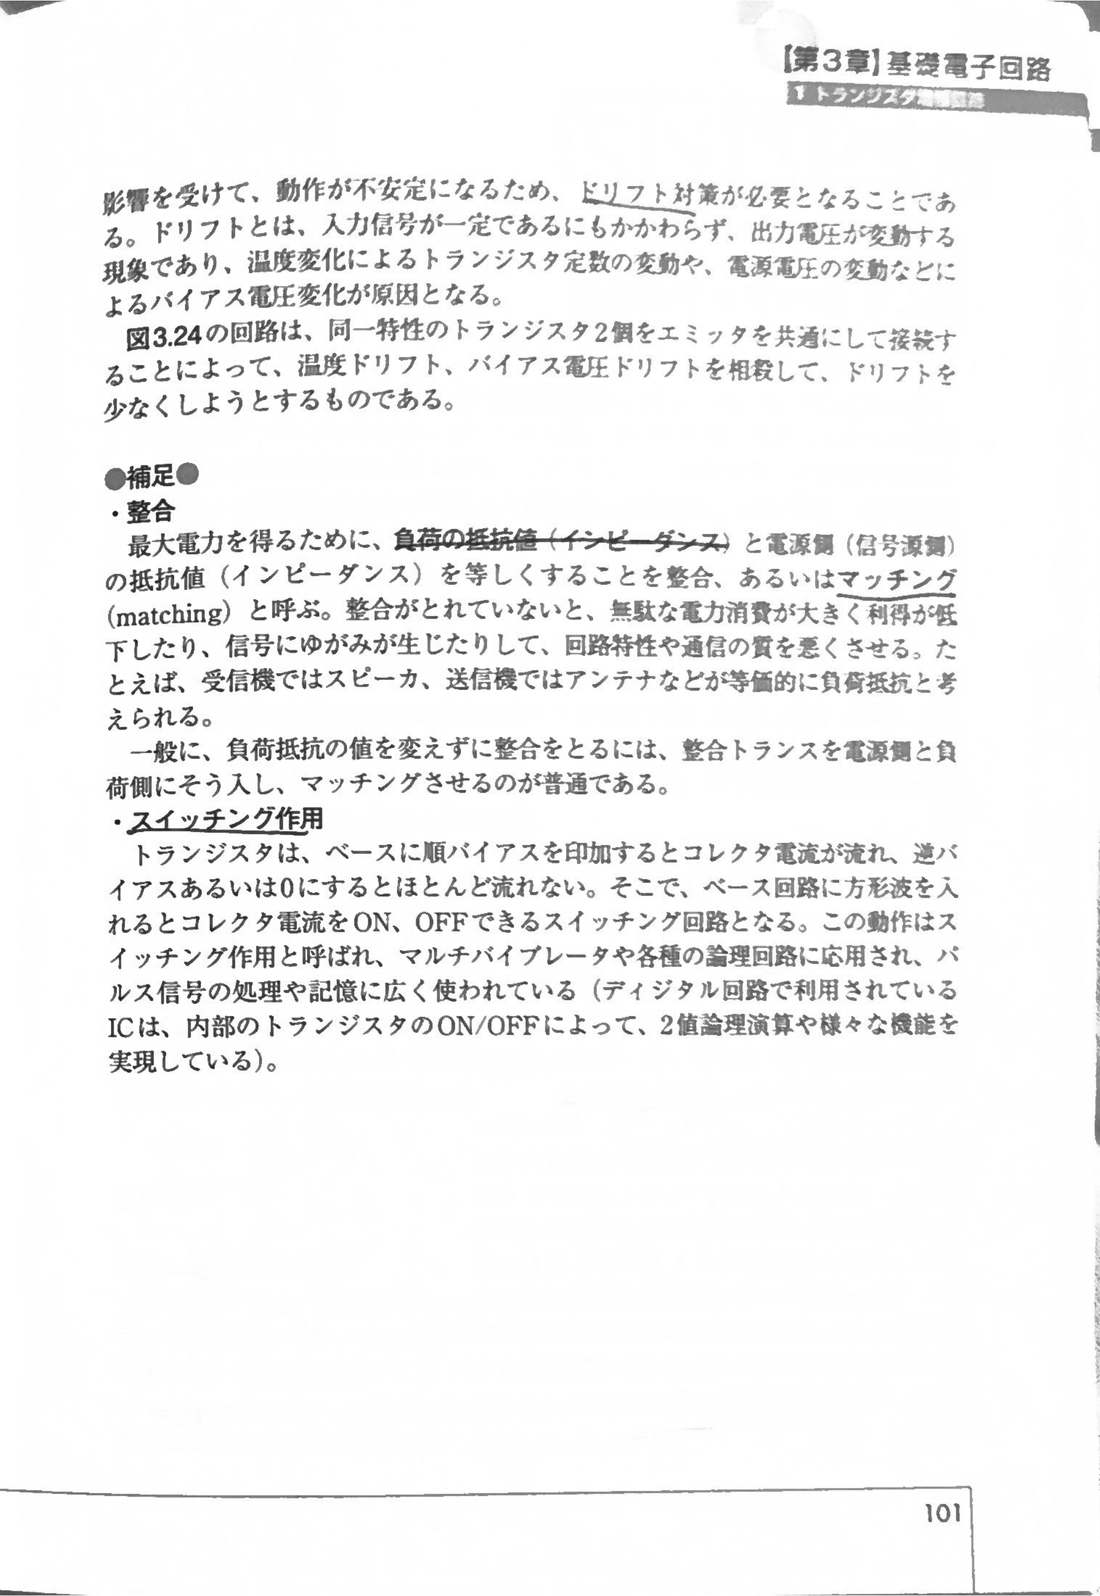 【第3章】基礎電子回路
1 トランジスタ増幅回路
影響を受けて、動作が不安定になるため、ドリフト対策が必要となることであ
る。ドリフトとは、入力信号が一定であるにもかかわらず、出力電圧が変動する
現象であり、温度変化によるトランジスタ定数の変動や、電源電圧の変動などに
よるバイアス電圧変化が原因となる。
図3.24の回路は、同一特性のトランジスタ2個をエミッタを共通にして接続す
ることによって、温度ドリフト、バイアス電圧ドリフトを相殺して、ドリフトを
少なくしようとするものである。
●補足●
・整合
最大電力を得るために、負荷の抵抗値（インピーダンス）と電源側（信号源側）
の抵抗値（インピーダンス）を等しくすることを整合、あるいはマッチング
(matching）と呼ぶ。整合がとれていないと、無駄な電力消費が大きく利得が低
下したり、信号にゆがみが生じたりして、回路特性や通信の質を悪くさせる。た
とえば、受信機ではスピーカ、送信機ではアンテナなどが等価的に負荷抵抗と考
えられる。
一般に、負荷抵抗の値を変えずに整合をとるには、整合トランスを電源側と負
荷側にそう入し、マッチングさせるのが普通である。
・スイッチング作用
トランジスタは、ベースに順バイアスを印加するとコレクタ電流が流れ、逆バ
イアスあるいは0にするとほとんど流れない。そこで、ベース回路に方形波を入
れるとコレクタ電流をON、OFFできるスイッチング回路となる。この動作はス
イッチング作用と呼ばれ、マルチバイブレータや各種の論理回路に応用され、パ
ルス信号の処理や記憶に広く使われている（ディジタル回路で利用されている
ICは、内部のトランジスタのON/OFFによって、2値論理演算や様々な機能を
実現している）。
101